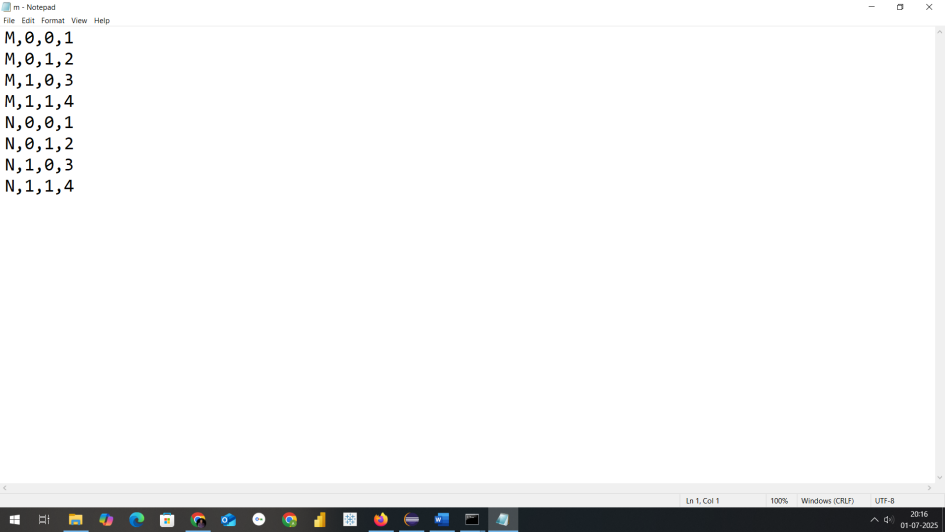 m - Notepad
File Edit Format View Help
M,0,0,1
M,0,1,2
M,1,0,3
M,1,1,4
N,0,0,1
N,0,1,2
N,1,0,3
N,1,1,4
Ln 1, Col 1 100% Windows (CRLF) UTF-8
20:16
01-07-2025